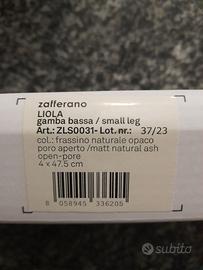 zafferano
LIOLA
gamba bassa / small leg
Art.: ZLS0031- Lot. nr.: 37/23
col.: frassino naturale opaco
poro aperto /matt natural ash
open-pore
4 x 47.5 cm
8 058945 336205
subito